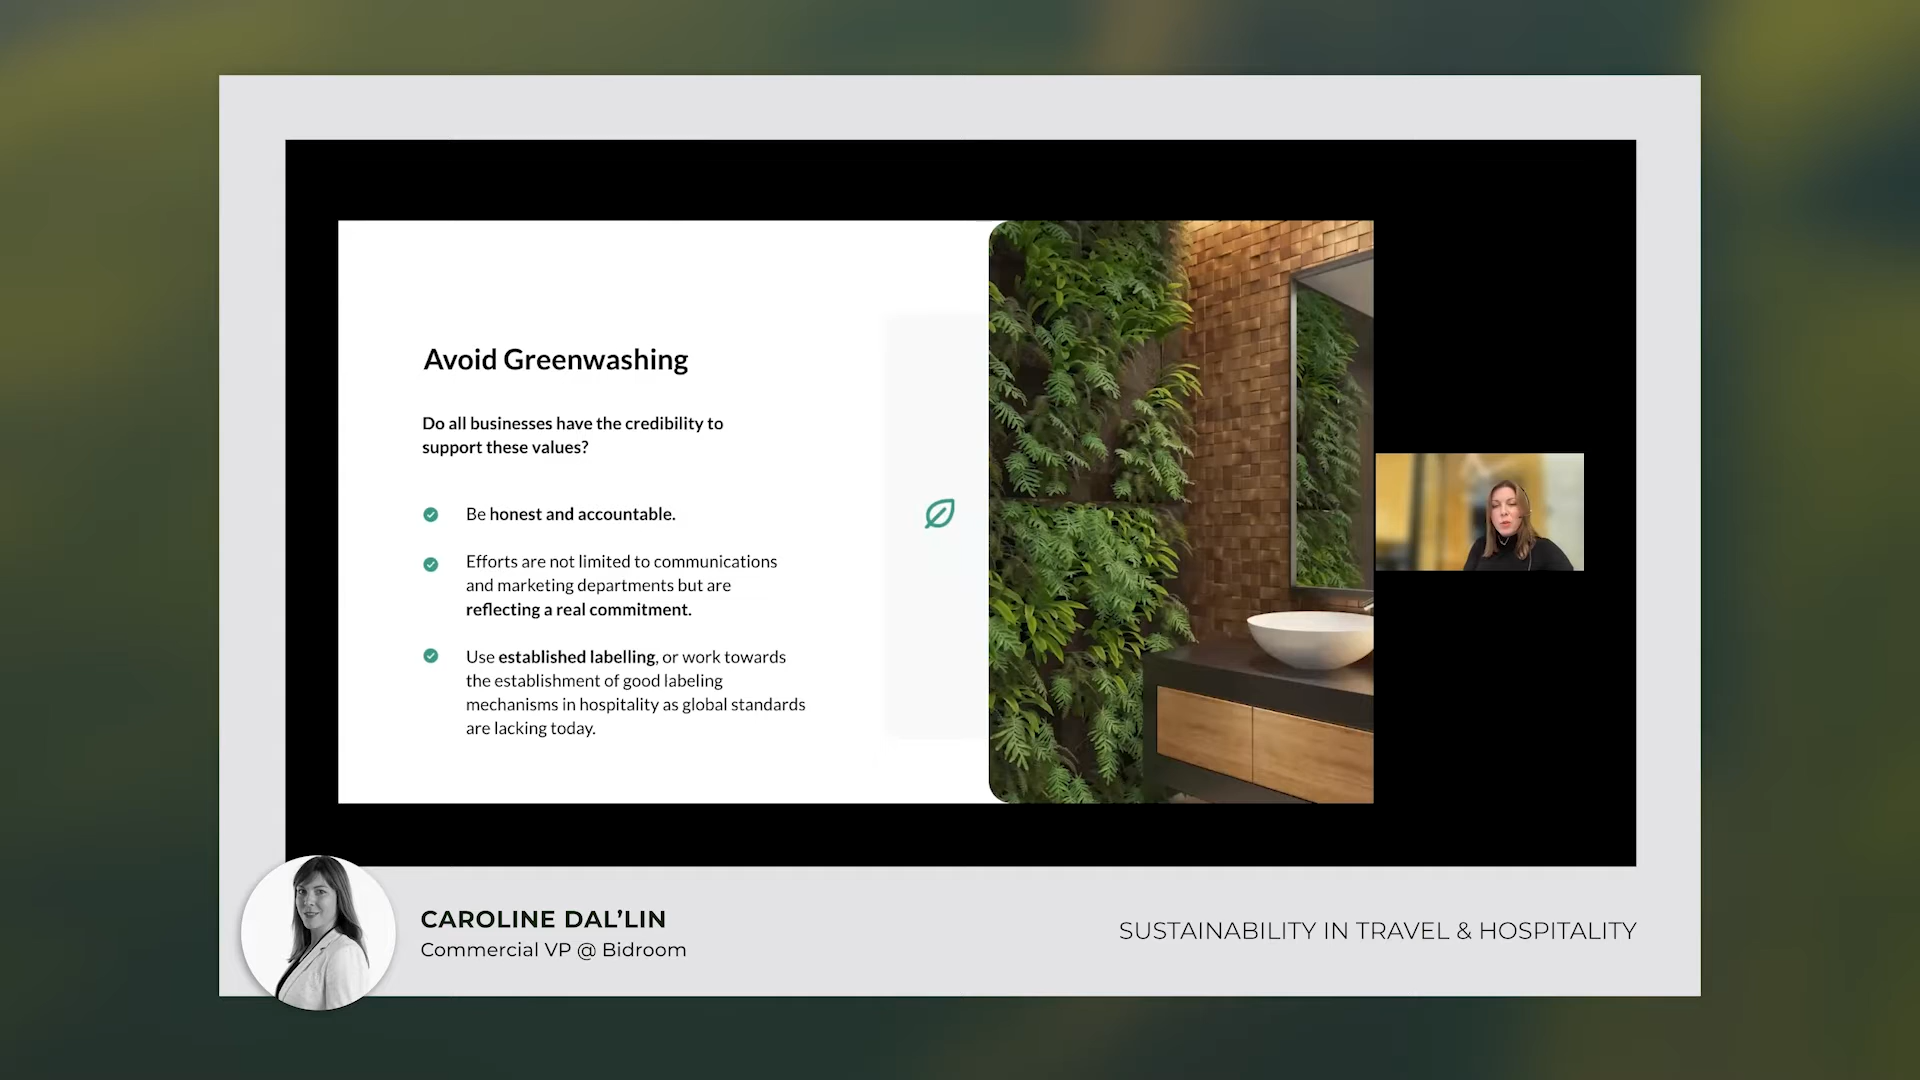 Avoid Greenwashing
Do all businesses have the credibility to
support these values?
Be honest and accountable.
Efforts are not limited to communications
and marketing departments but are
reflecting a real commitment.
Use established labelling, or work towards
the establishment of good labeling
mechanisms in hospitality as global standards
are lacking today.
CAROLINE DAL’LIN
Commercial VP @ Bidroom
SUSTAINABILITY IN TRAVEL & HOSPITALITY